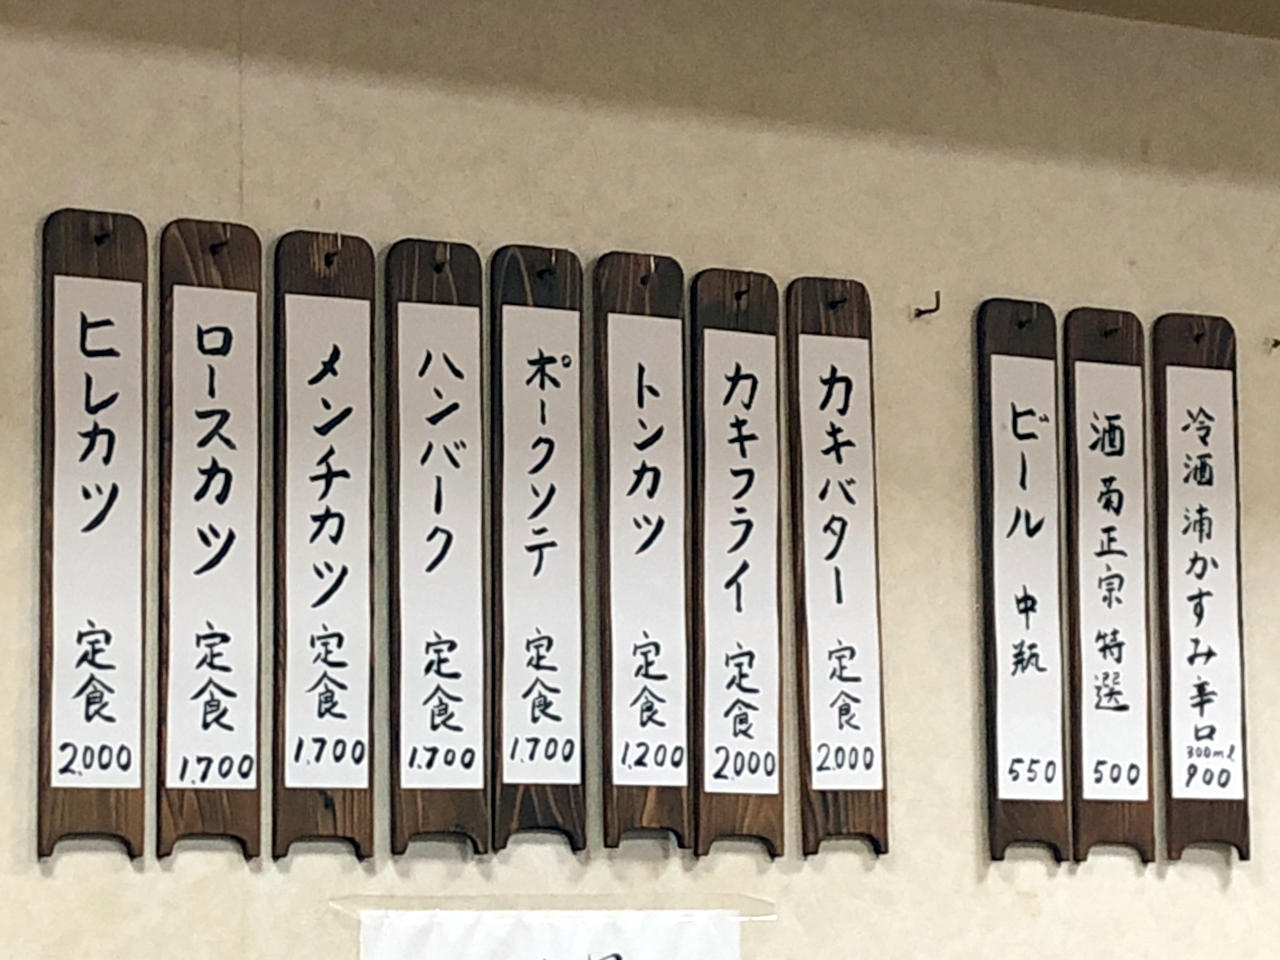 ヒレカツ 定食 2.000
ロースカツ 定食 1.700
メンチカツ 定食 1.700
ハンバーク 定食 1.700
ポークソテ 定食 1.700
トンカツ 定食 1.200
カキフライ 定食 2.000
カキバター 定食 2.000
ビール 中瓶 550
酒 菊正宗 特選 500
冷酒 浦かすみ 辛口 300ml 900